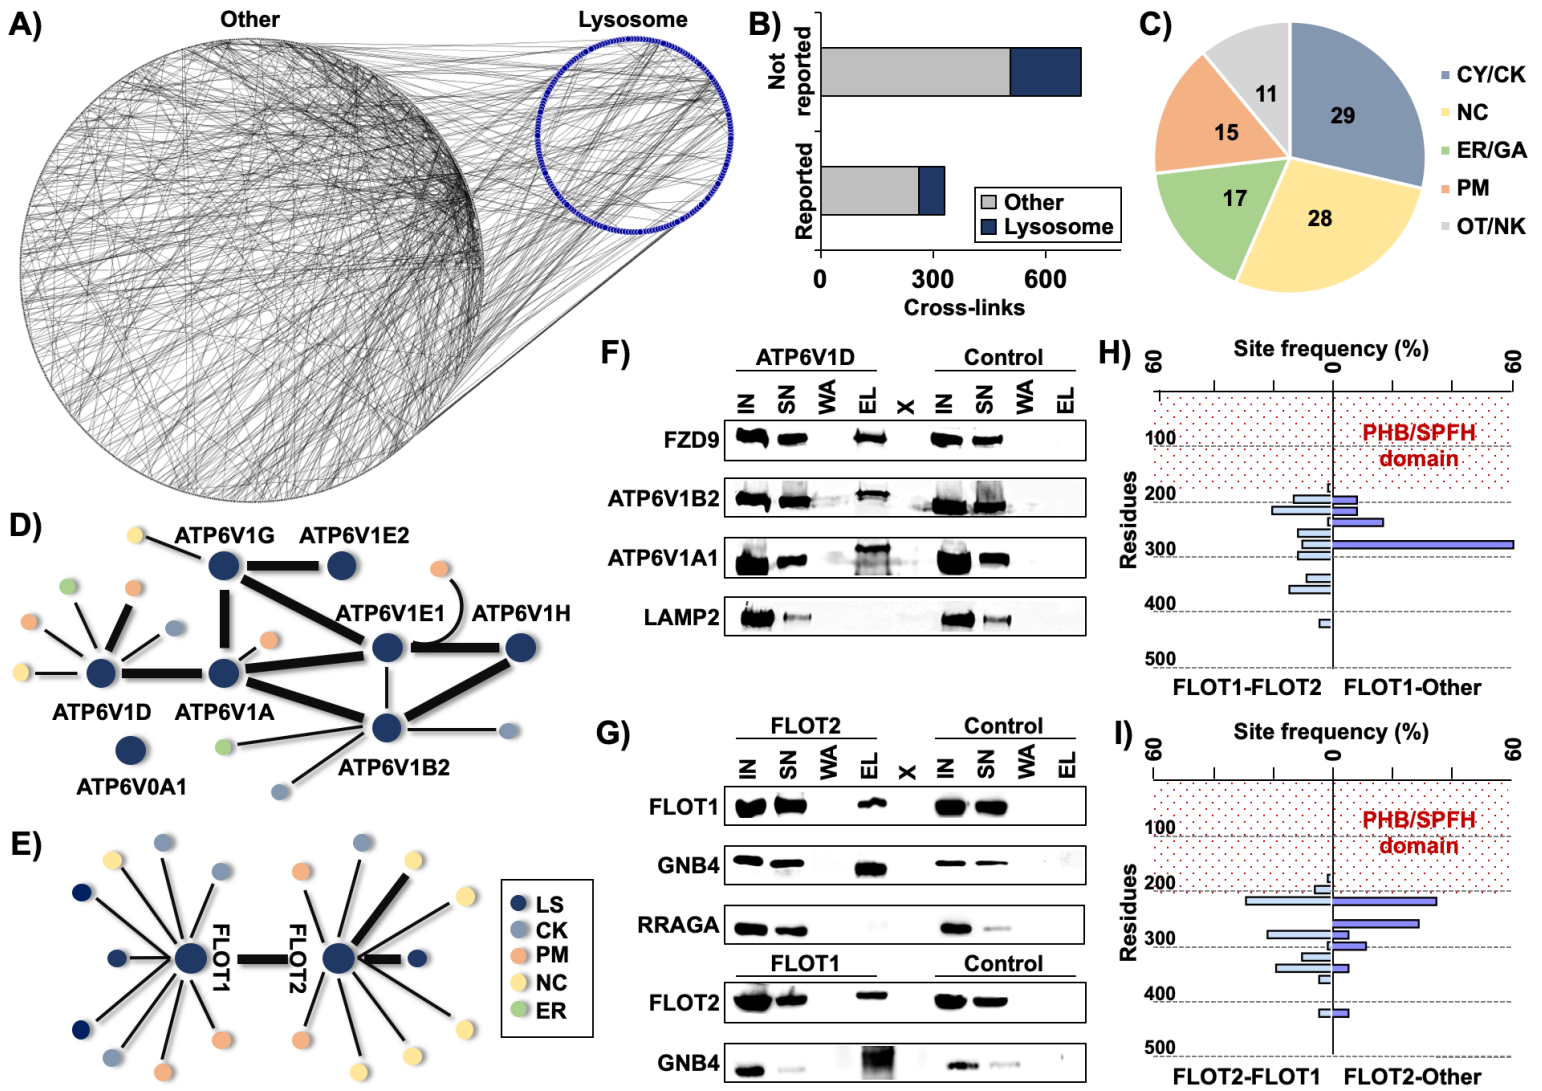 A)
Other
Lysosome
B)
Not
reported
Reported
Other
Lysosome
0
300
600
Cross-links
C)
29
28
17
15
11
CY/CK
NC
ER/GA
PM
OT/NK
D)
ATP6V1G
ATP6V1E2
ATP6V1E1
ATP6V1H
ATP6V1D
ATP6V1A
ATP6V0A1
ATP6V1B2
E)
FLOT1
FLOT2
LS
CK
PM
NC
ER
F)
ATP6V1D
Control
IN SN WA EL X IN SN WA EL
FZD9
ATP6V1B2
ATP6V1A1
LAMP2
G)
FLOT2
Control
IN SN WA EL X IN SN WA EL
FLOT1
GNB4
RRAGA
FLOT1
Control
FLOT2
GNB4
H)
Site frequency (%)
60
0
60
PHB/SPFH
domain
Residues
100
200
300
400
500
FLOT1-FLOT2
FLOT1-Other
I)
Site frequency (%)
60
0
60
PHB/SPFH
domain
Residues
100
200
300
400
500
FLOT2-FLOT1
FLOT2-Other